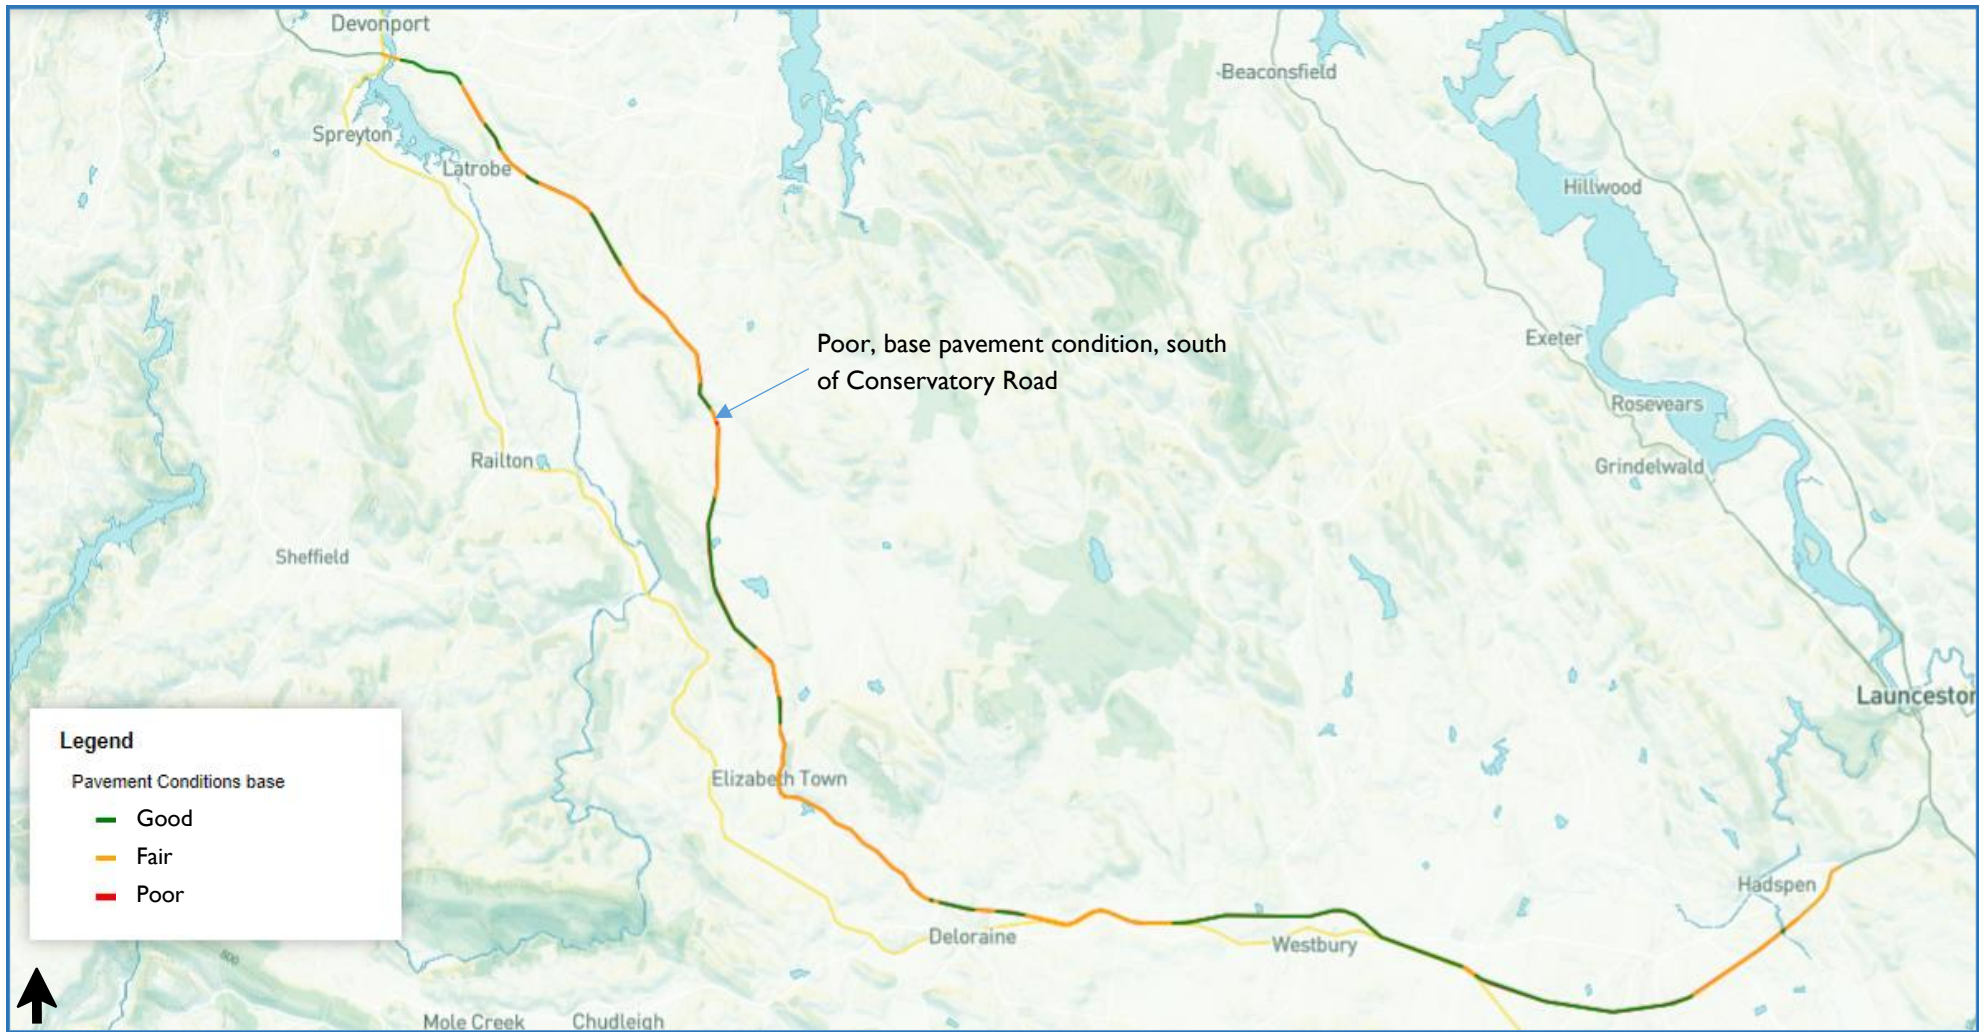 Devonport
Beaconsfield
Spreyton
Latrobe
Hillwood
Poor, base pavement condition, south
of Conservatory Road
Exeter
Rosevears
Railton
Grindelwald
Sheffield
Launceston
Legend
Pavement Conditions base
Good
Fair
Poor
Elizabeth Town
Hadspen
Deloraine
Westbury
500
Mole Creek
Chudleigh